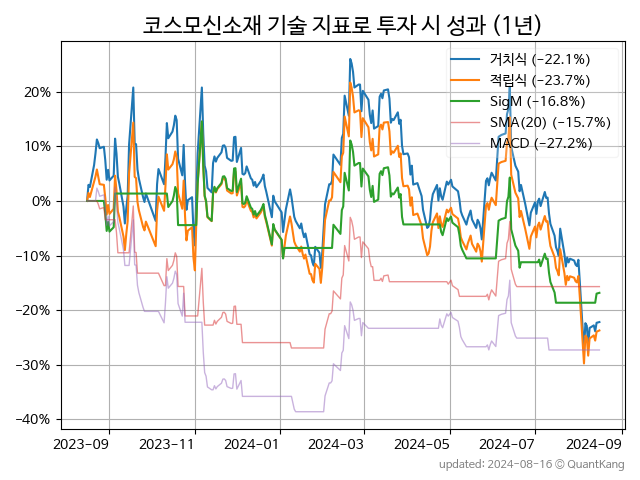 코스모신소재 기술 지표로 투자 시 성과 (1년)
거치식 (−22.1%)
적립식 (−23.7%)
SigM (−16.8%)
SMA(20) (−15.7%)
MACD (−27.2%)
20%
10%
0%
−10%
−20%
−30%
−40%
2023-09 2023-11 2024-01 2024-03 2024-05 2024-07 2024-09
updated: 2024-08-16 © QuantKang